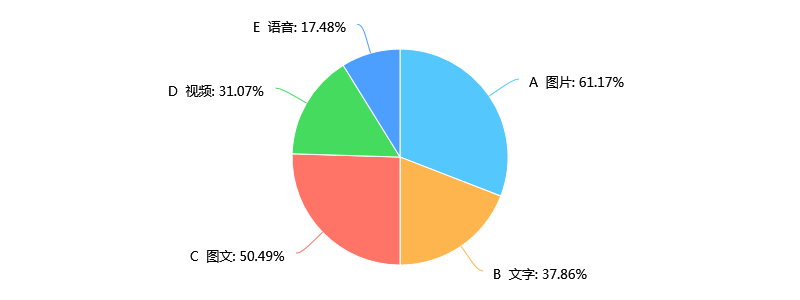 E 语音: 17.48%
A 图片: 61.17%
D 视频: 31.07%
C 图文: 50.49%
B 文字: 37.86%